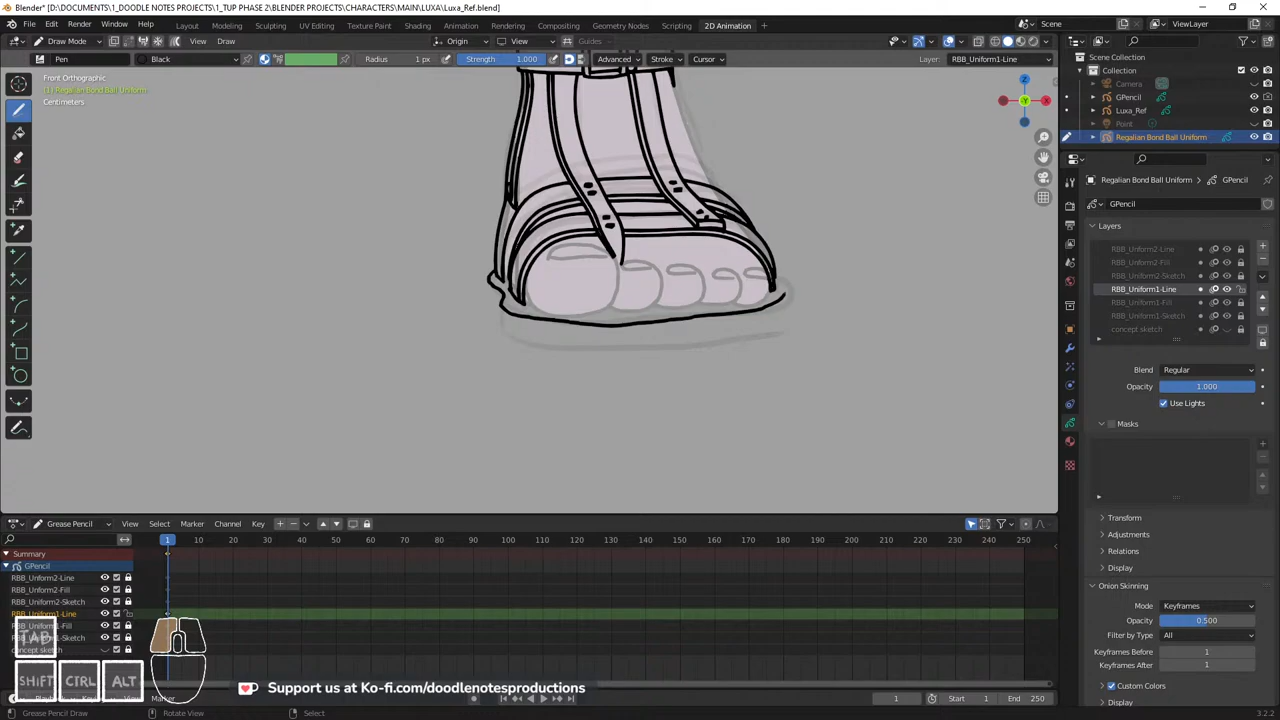 Blender* [D:\DOCUMENTS\1_DOODLE NOTES PROJECTS\1_TUP PHASE 2\BLENDER PROJECTS\CHARACTERS\MAIN\LUXA\Luxa_Ref.blend]
File Edit Render Window Help Layout Modeling Sculpting UV Editing Texture Paint Shading Animation Rendering Compositing Geometry Nodes Scripting 2D Animation + Scene ViewLayer
Draw Mode View Draw Origin View Guides
Pen Black Radius 1 px Strength 1.000 Advanced Stroke Cursor Layer: RBB_Uniform1-Line
Front Orthographic
(1) Regalian Bond Ball Uniform
Centimeters
Z
-Y
X
Scene Collection
Collection
Camera
GPencil
Luxa_Ref
Point
Regalian Bond Ball Uniform
Regalian Bond Ball Uniform GPencil
GPencil
Layers
RBB_Uniform2-Line
RBB_Uniform2-Fill
RBB_Uniform2-Sketch
RBB_Uniform1-Line
RBB_Uniform1-Fill
RBB_Uniform1-Sketch
concept sketch
Blend Regular
Opacity 1.000
Use Lights
Masks
Transform
Adjustments
Relations
Display
Onion Skinning
Mode Keyframes
Opacity 0.500
Filter by Type All
Keyframes Before 1
Keyframes After 1
Custom Colors
Display
Grease Pencil View Select Marker Channel Key
1 10 20 30 40 50 60 70 80 90 100 110 120 130 140 150 160 170 180 190 200 210 220 230 240 250
Summary
GPencil
RBB_Uniform2-Line
RBB_Uniform2-Fill
RBB_Uniform2-Sketch
RBB_Uniform1-Line
RBB_Uniform1-Fill
RBB_Uniform1-Sketch
concept sketch
TAB
SHIFT CTRL ALT
Support us at Ko-fi.com/doodlenotesproductions
Marker 1 Start 1 End 250
Grease Pencil Draw Rotate View Select 3.2.2